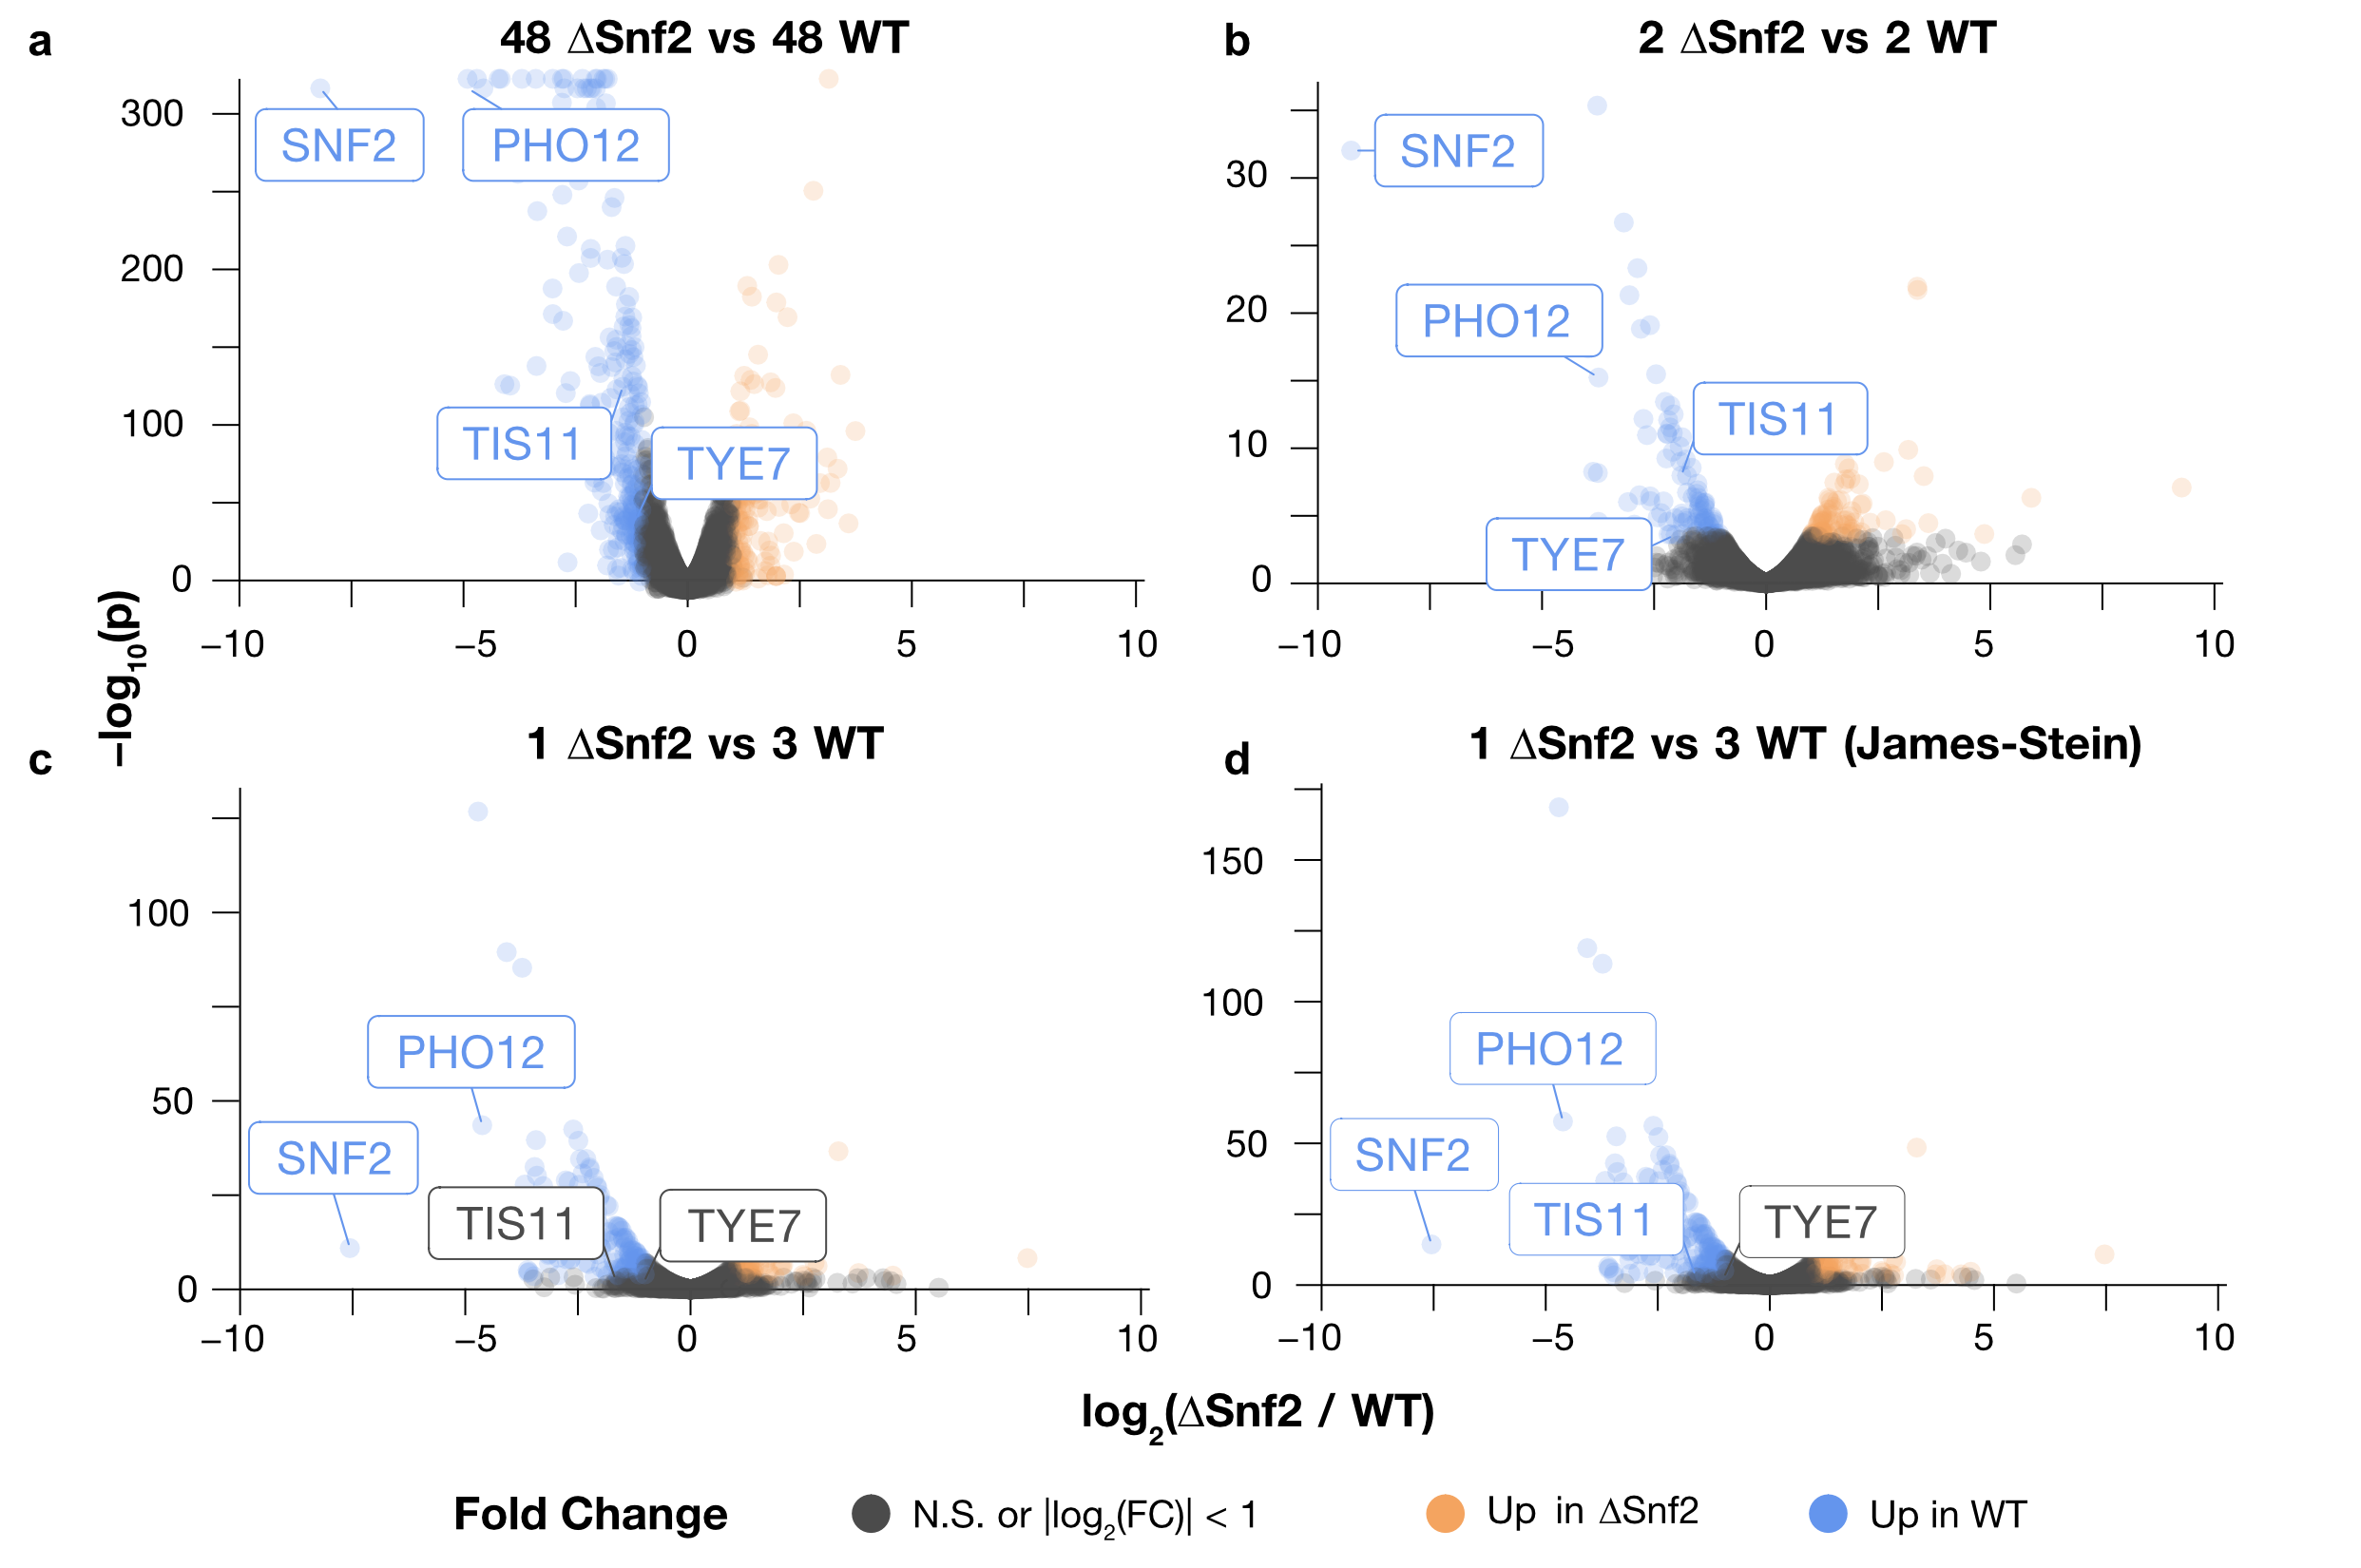 a
48 ΔSnf2 vs 48 WT
300
200
100
0
SNF2
PHO12
TIS11
TYE7
−10
−5
0
5
10
b
2 ΔSnf2 vs 2 WT
30
20
10
0
SNF2
PHO12
TIS11
TYE7
−10
−5
0
5
10
−log10(p)
c
1 ΔSnf2 vs 3 WT
100
50
0
PHO12
SNF2
TIS11
TYE7
−10
−5
0
5
10
d
1 ΔSnf2 vs 3 WT (James-Stein)
150
100
50
0
PHO12
SNF2
TIS11
TYE7
−10
−5
0
5
10
log2(ΔSnf2 / WT)
Fold Change
N.S. or |log2(FC)| < 1
Up in ΔSnf2
Up in WT